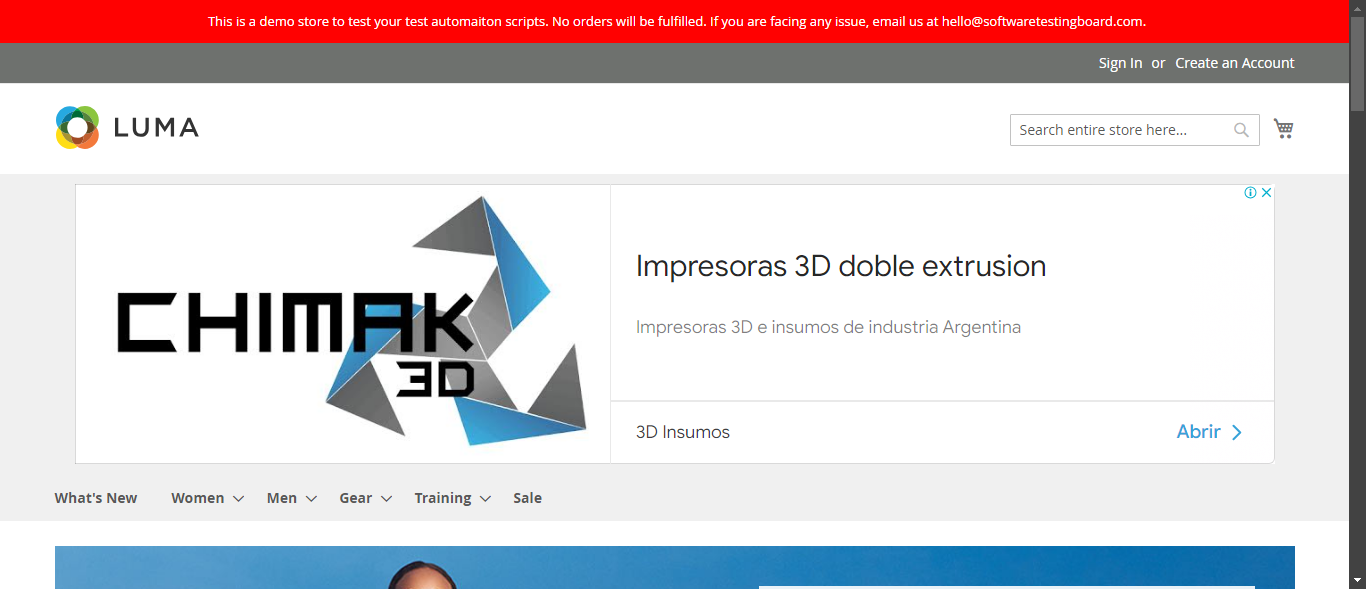 This is a demo store to test your test automaiton scripts. No orders will be fulfilled. If you are facing any issue, email us at hello@softwaretestingboard.com.
Sign In or Create an Account
LUMA
Search entire store here...
CHIMAK
3D
Impresoras 3D doble extrusion
Impresoras 3D e insumos de industria Argentina
3D Insumos
Abrir
What's New Women Men Gear Training Sale